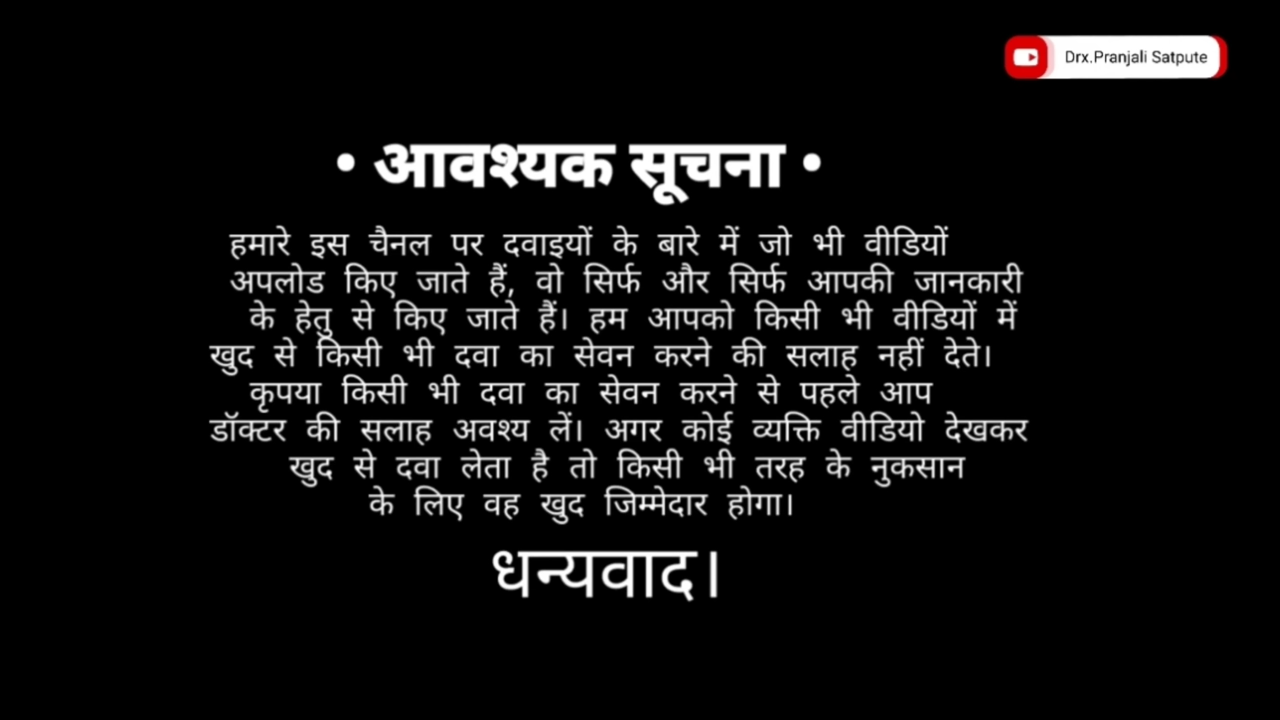 Drx.Pranjali Satpute
• आवश्यक सूचना •
हमारे इस चैनल पर दवाइयों के बारे में जो भी वीडियों
अपलोड किए जाते हैं, वो सिर्फ और सिर्फ आपकी जानकारी
के हेतु से किए जाते हैं। हम आपको किसी भी वीडियों में
खुद से किसी भी दवा का सेवन करने की सलाह नहीं देते।
कृपया किसी भी दवा का सेवन करने से पहले आप
डॉक्टर की सलाह अवश्य लें। अगर कोई व्यक्ति वीडियो देखकर
खुद से दवा लेता है तो किसी भी तरह के नुकसान
के लिए वह खुद जिम्मेदार होगा।
धन्यवाद।